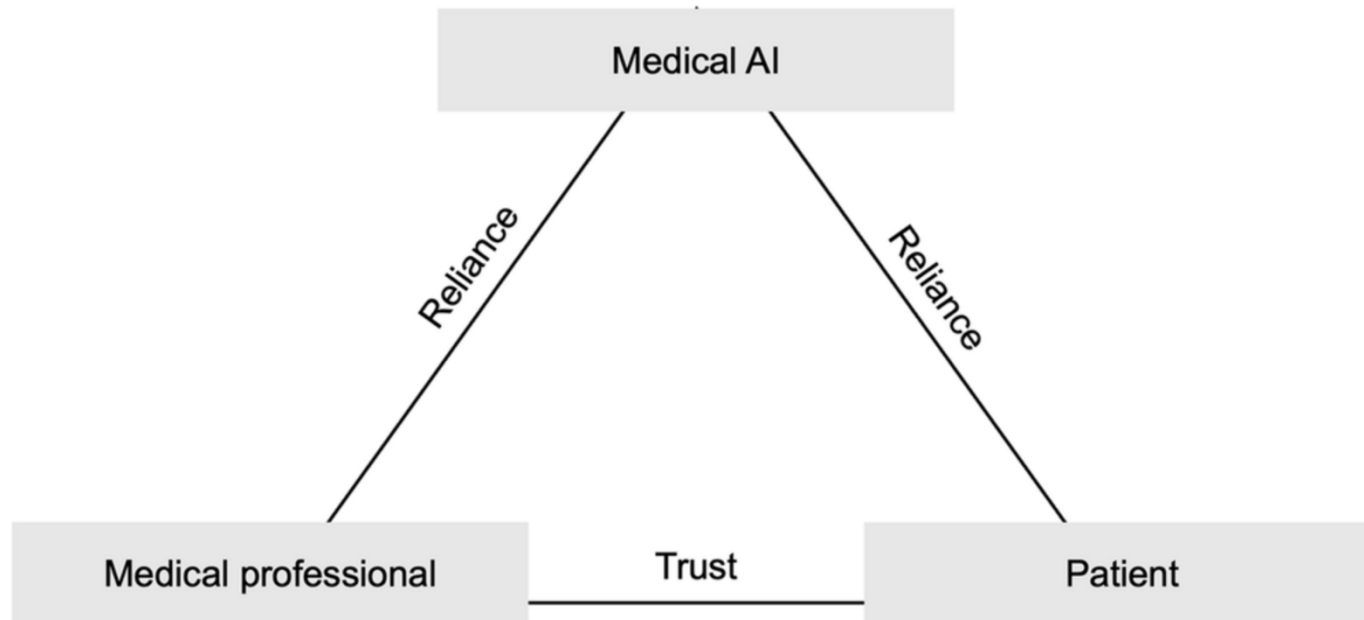 Medical AI
Reliance
Reliance
Medical professional
Trust
Patient